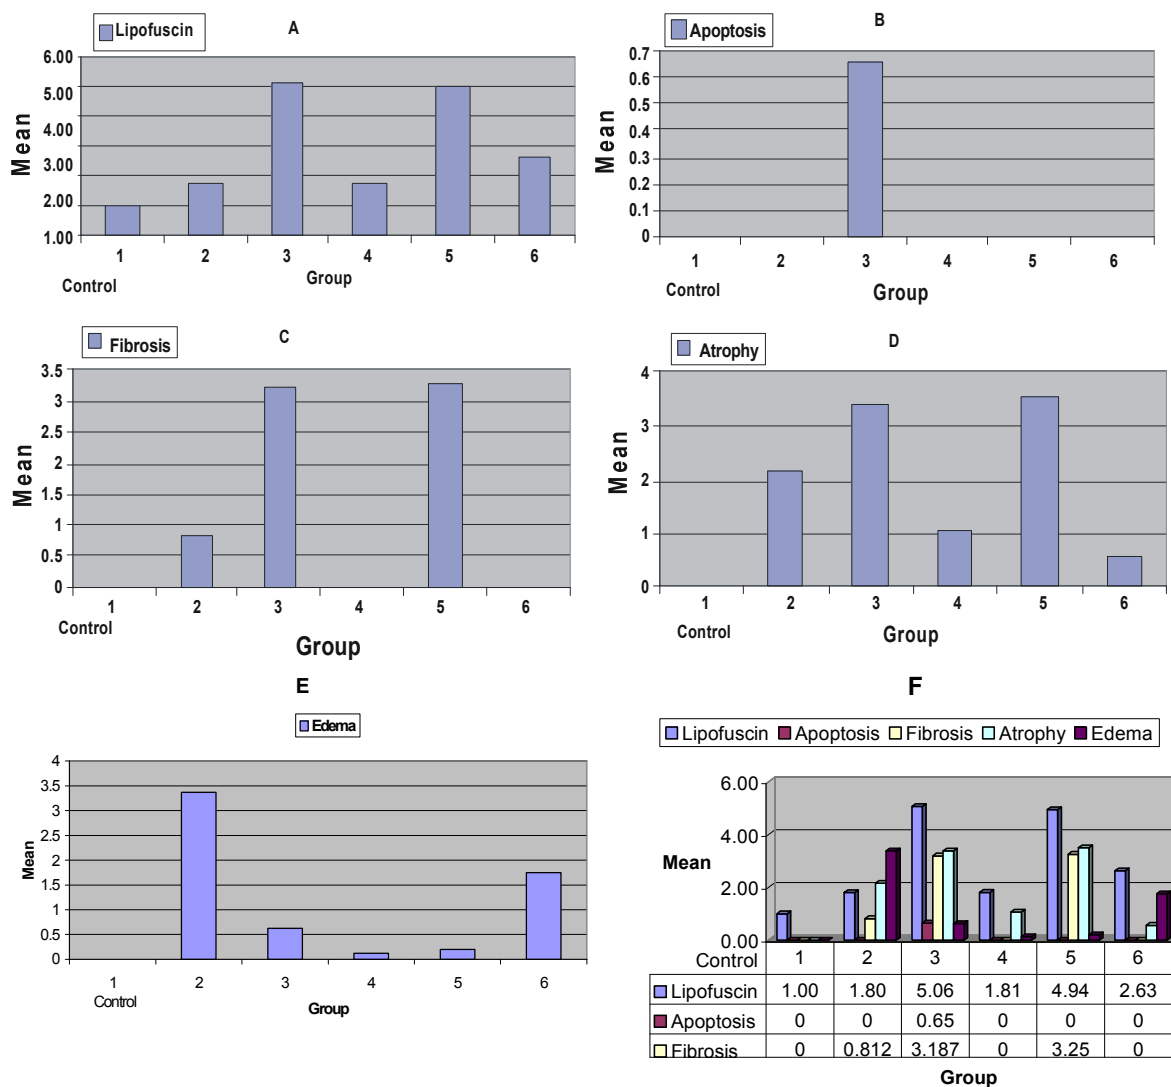 Lipofuscin
A
6.00
5.00
4.00
3.00
2.00
1.00
Mean
1 2 3 4 5 6
Control
Group
Apoptosis
B
0.7
0.6
0.5
0.4
0.3
0.2
0.1
0
Mean
1 2 3 4 5 6
Control
Group
Fibrosis
C
3.5
3
2.5
2
1.5
1
0.5
0
Mean
1 2 3 4 5 6
Control
Group
Atrophy
D
4
3
2
1
0
Mean
1 2 3 4 5 6
Control
Group
E
Edema
4
3.5
3
2.5
2
1.5
1
0.5
0
Mean
1 2 3 4 5 6
Control
Group
F
Lipofuscin Apoptosis Fibrosis Atrophy Edema
6.00
4.00
2.00
0.00
Mean
Control 1 2 3 4 5 6
Lipofuscin 1.00 1.80 5.06 1.81 4.94 2.63
Apoptosis 0 0 0.65 0 0 0
Fibrosis 0 0.812 3.187 0 3.25 0
Group